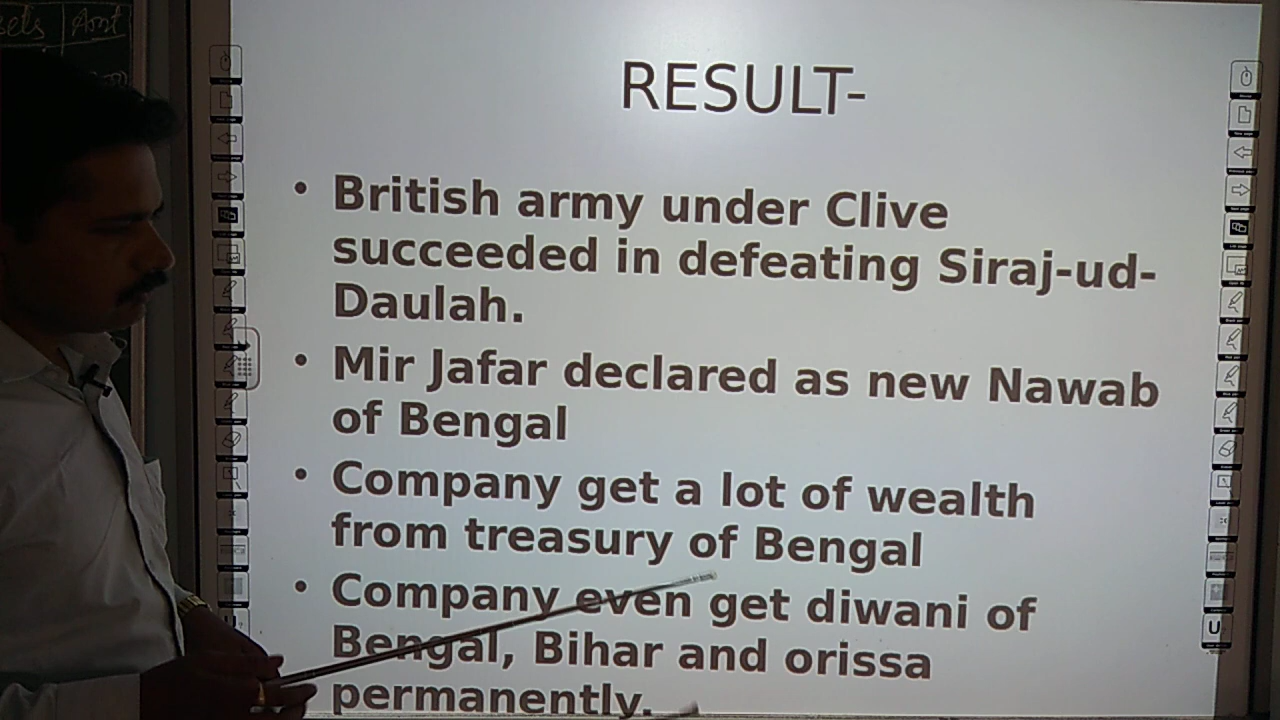 sets Amt
RESULT-
• British army under Clive
succeeded in defeating Siraj-ud-
Daulah.
• Mir Jafar declared as new Nawab
of Bengal
• Company get a lot of wealth
from treasury of Bengal
• Company even get diwani of
Bengal, Bihar and orissa
permanently.
U